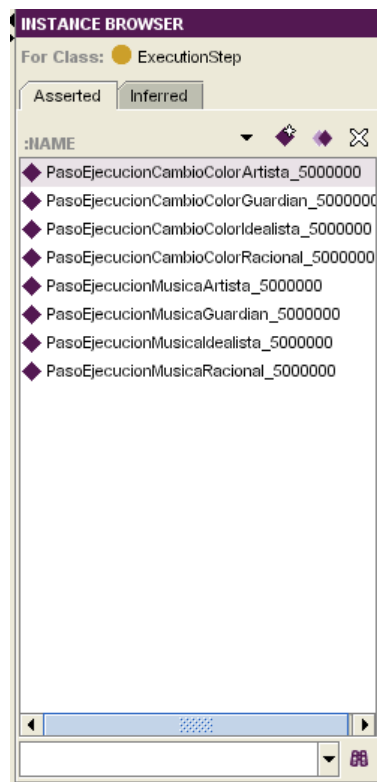 INSTANCE BROWSER
For Class: ExecutionStep
Asserted Inferred
:NAME
PasoEjecucionCambioColorArtista_5000000
PasoEjecucionCambioColorGuardian_5000000
PasoEjecucionCambioColorIdealista_5000000
PasoEjecucionCambioColorRacional_5000000
PasoEjecucionMusicaArtista_5000000
PasoEjecucionMusicaGuardian_5000000
PasoEjecucionMusicaIdealista_5000000
PasoEjecucionMusicaRacional_5000000